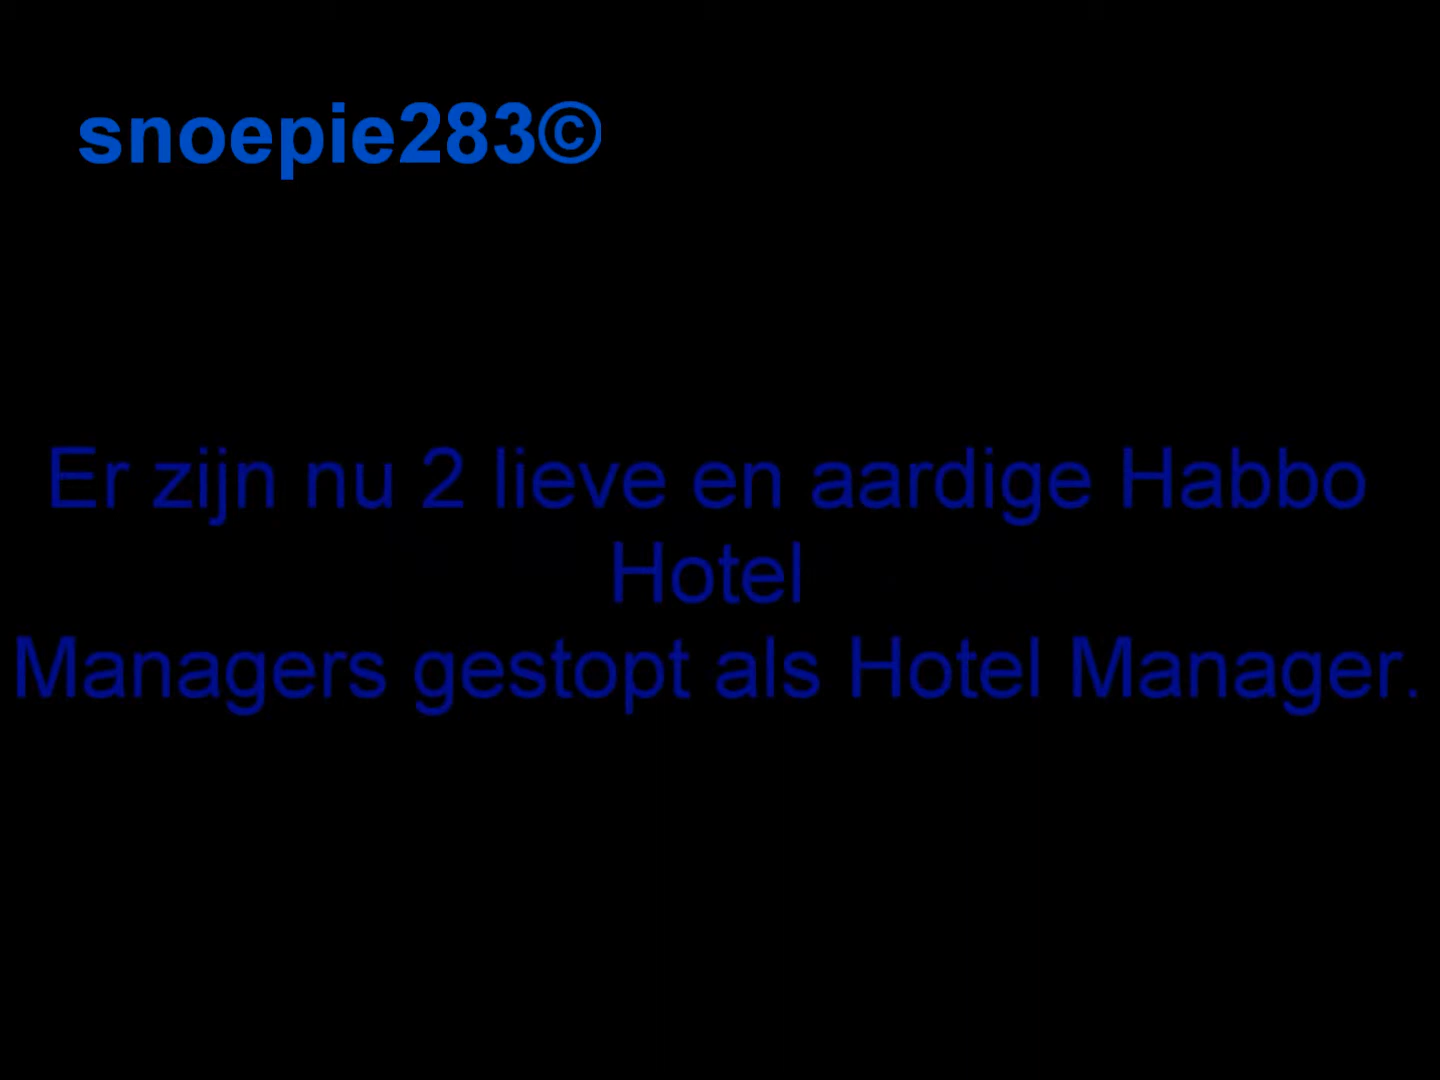 snoepie283©
Er zijn nu 2 lieve en aardige Habbo
Hotel
Managers gestopt als Hotel Manager.